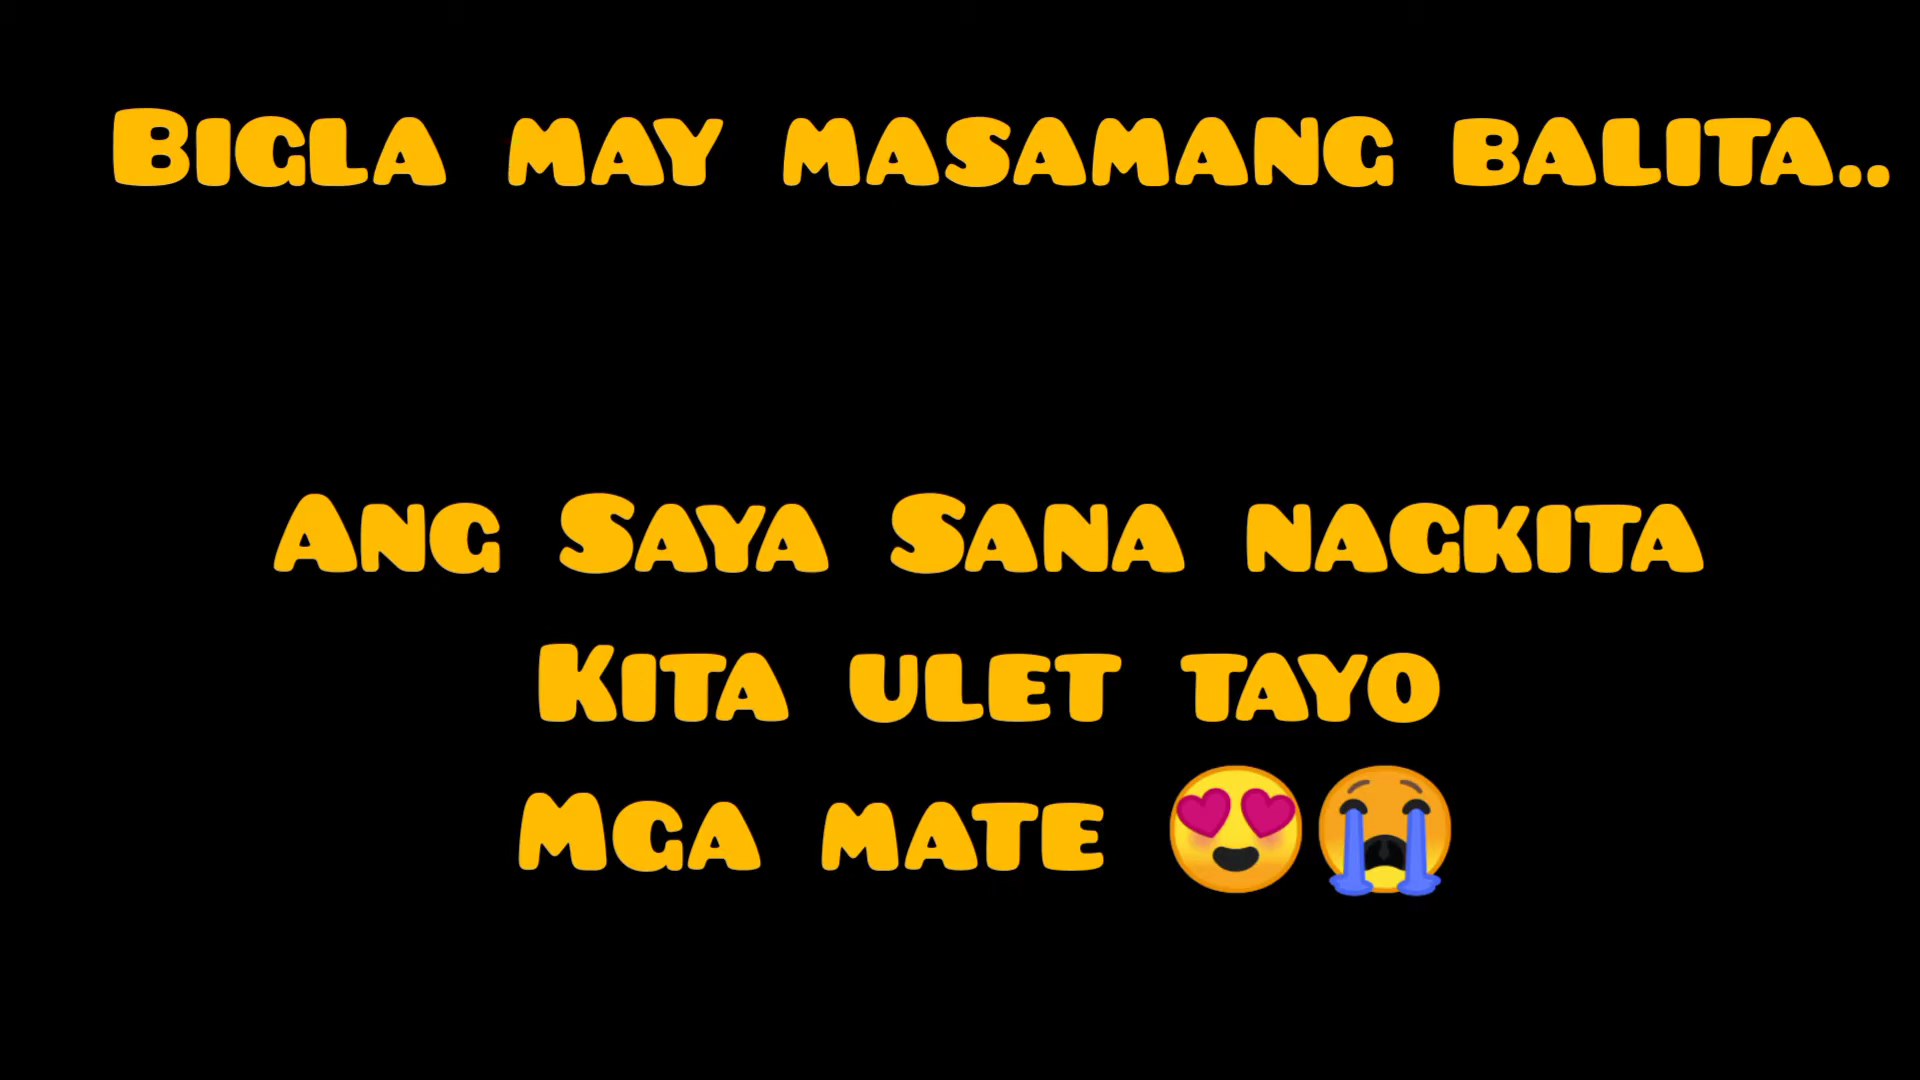 Bigla may masamang balita..
Ang Saya Sana nagkita
Kita ulet tayo
Mga mate 😍😭